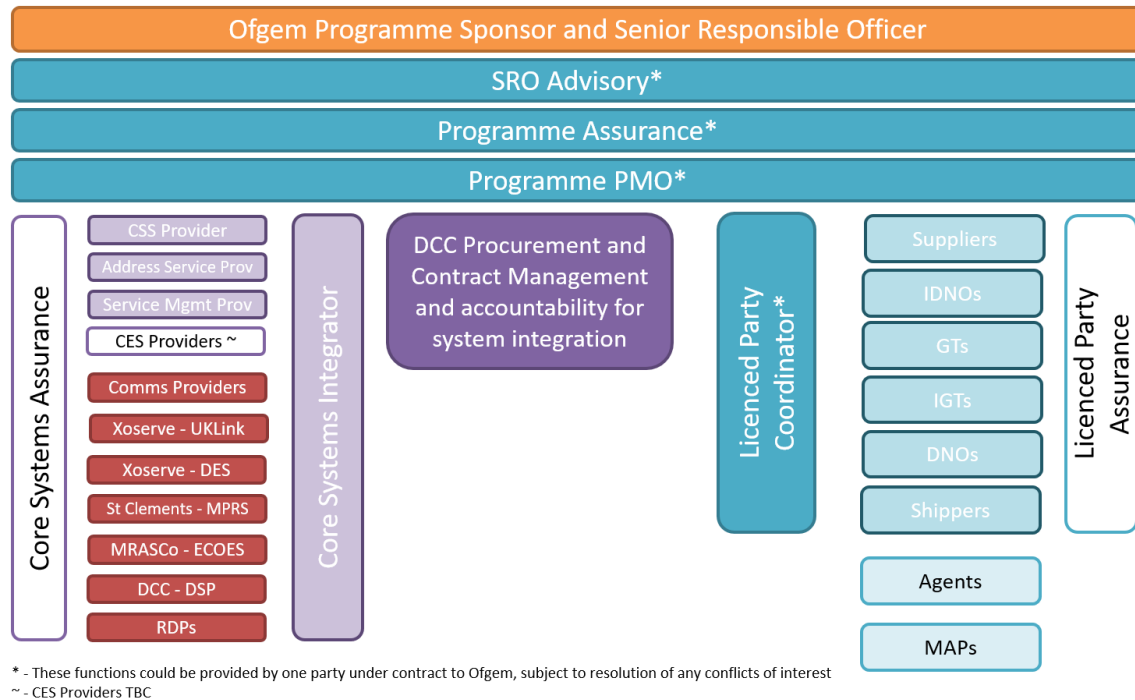 Ofgem Programme Sponsor and Senior Responsible Officer
SRO Advisory*
Programme Assurance*
Programme PMO*
Core Systems Assurance
CSS Provider
Address Service Prov
Service Mgmt Prov
CES Providers ~
Comms Providers
Xoserve - UKLink
Xoserve - DES
St Clements - MPRS
MRASCo - ECOES
DCC - DSP
RDPs
Core Systems Integrator
DCC Procurement and
Contract Management
and accountability for
system integration
Licenced Party
Coordinator*
Suppliers
IDNOs
GTs
IGTs
DNOs
Shippers
Agents
MAPs
Licenced Party
Assurance
* - These functions could be provided by one party under contract to Ofgem, subject to resolution of any conflicts of interest
~ - CES Providers TBC